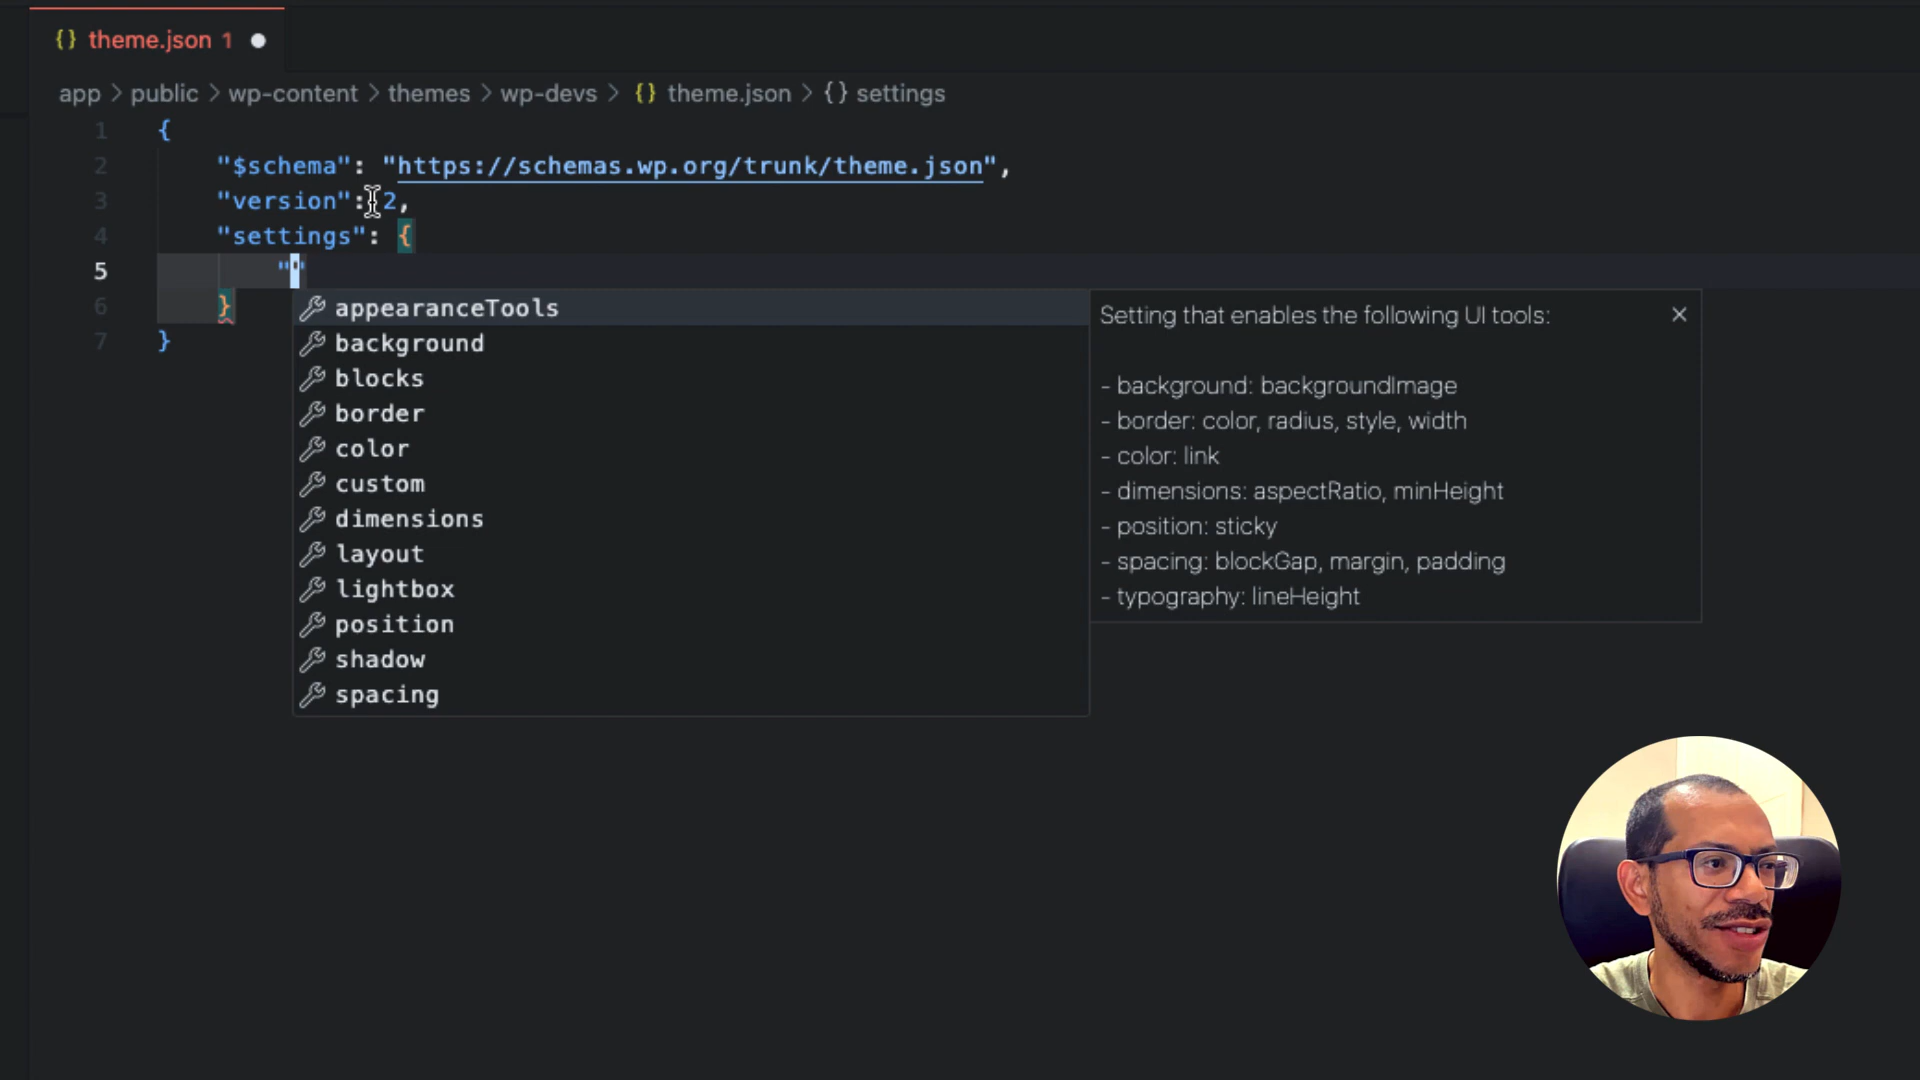 {} theme.json 1
app > public > wp-content > themes > wp-devs > {} theme.json > {} settings
1 {
2 "$schema": "https://schemas.wp.org/trunk/theme.json",
3 "version": 2,
4 "settings": {
5 ""
6 }
7 }
appearanceTools
background
blocks
border
color
custom
dimensions
layout
lightbox
position
shadow
spacing
Setting that enables the following UI tools:
- background: backgroundImage
- border: color, radius, style, width
- color: link
- dimensions: aspectRatio, minHeight
- position: sticky
- spacing: blockGap, margin, padding
- typography: lineHeight